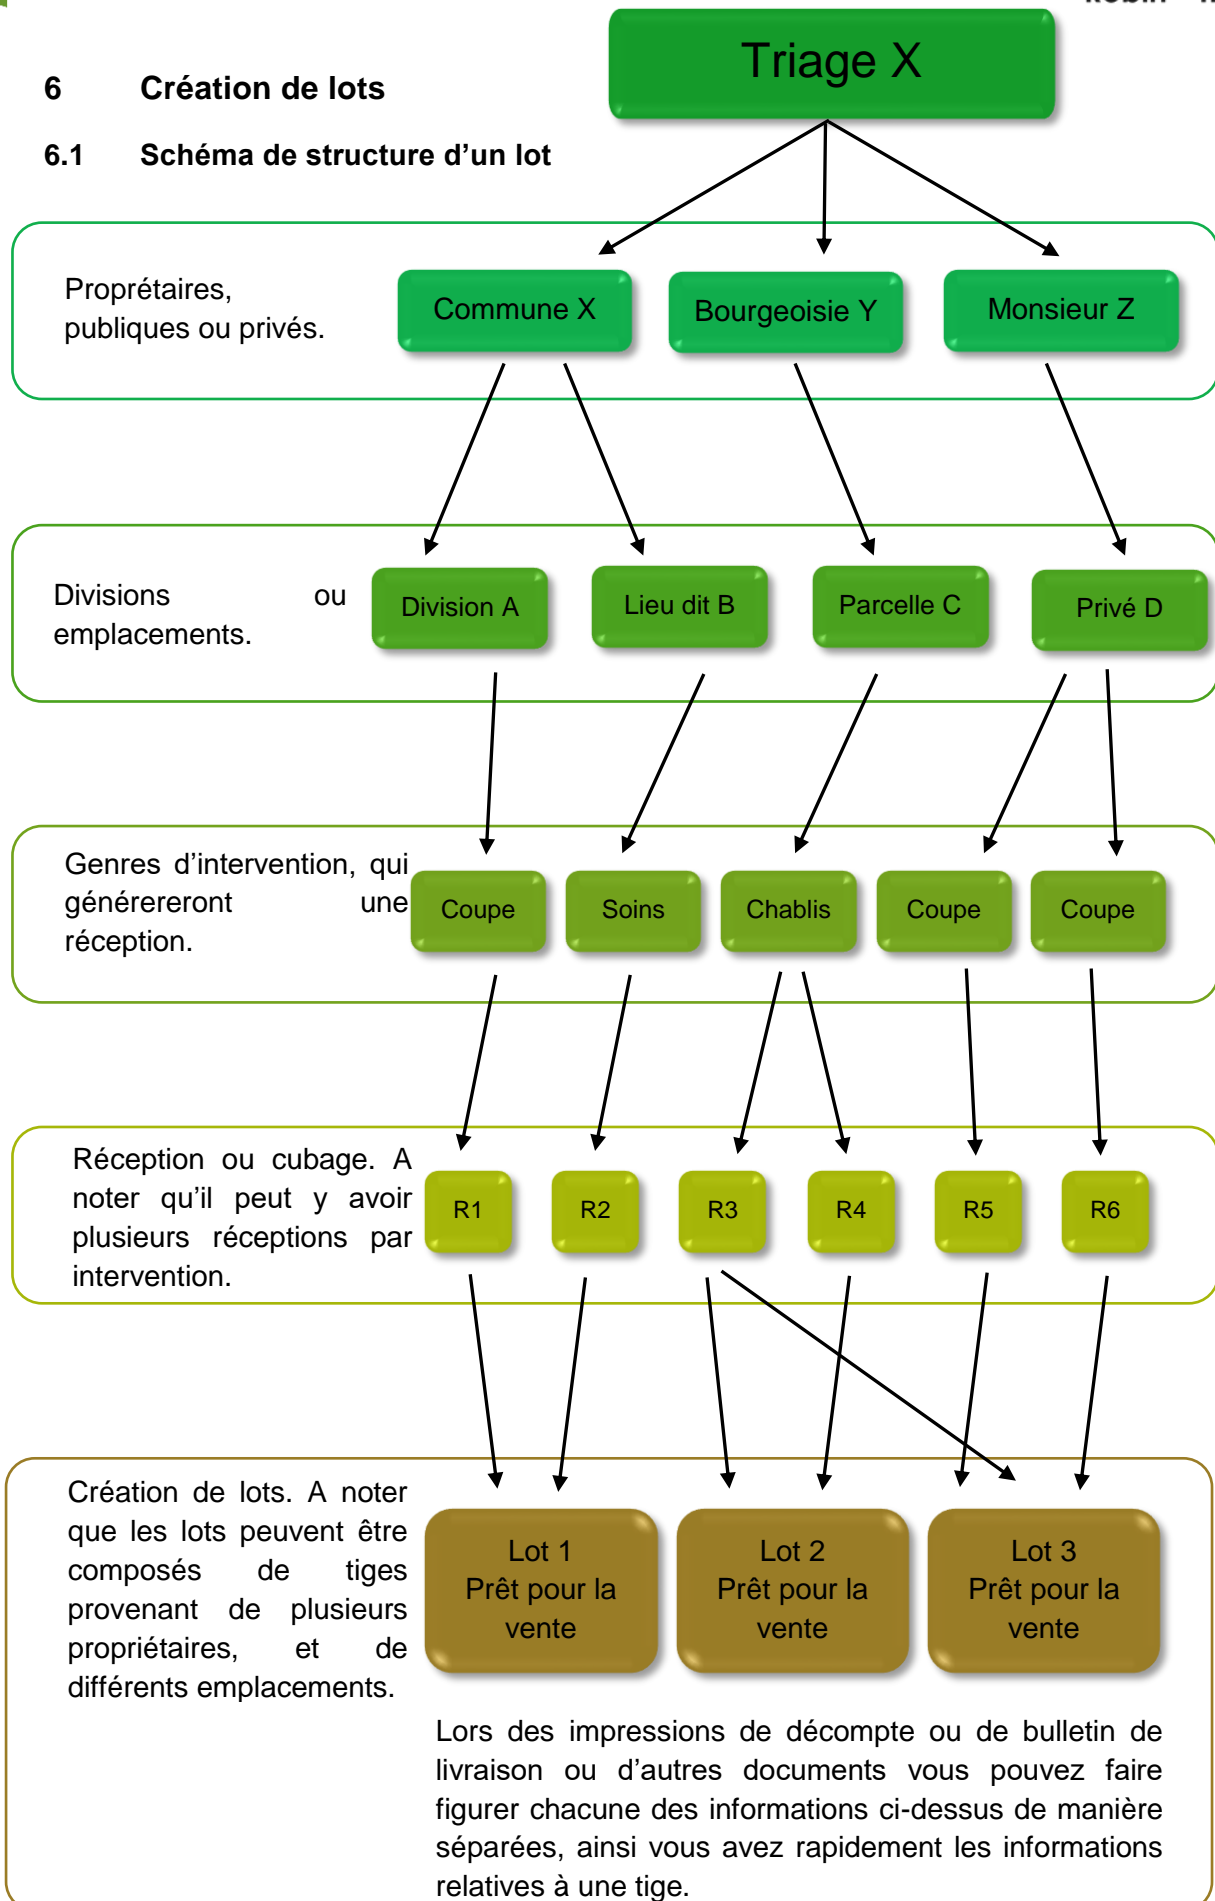 Triage X
6 Création de lots
6.1 Schéma de structure d’un lot
Proprétaires,
publiques ou privés.
Commune X
Bourgeoisie Y
Monsieur Z
Divisions ou
emplacements.
Division A
Lieu dit B
Parcelle C
Privé D
Genres d’intervention, qui
générereront une
réception.
Coupe
Soins
Chablis
Coupe
Coupe
Réception ou cubage. A
noter qu’il peut y avoir
plusieurs réceptions par
intervention.
R1
R2
R3
R4
R5
R6
Création de lots. A noter
que les lots peuvent être
composés de tiges
provenant de plusieurs
propriétaires, et de
différents emplacements.
Lot 1
Prêt pour la
vente
Lot 2
Prêt pour la
vente
Lot 3
Prêt pour la
vente
Lors des impressions de décompte ou de bulletin de
livraison ou d’autres documents vous pouvez faire
figurer chacune des informations ci-dessus de manière
séparées, ainsi vous avez rapidement les informations
relatives à une tige.